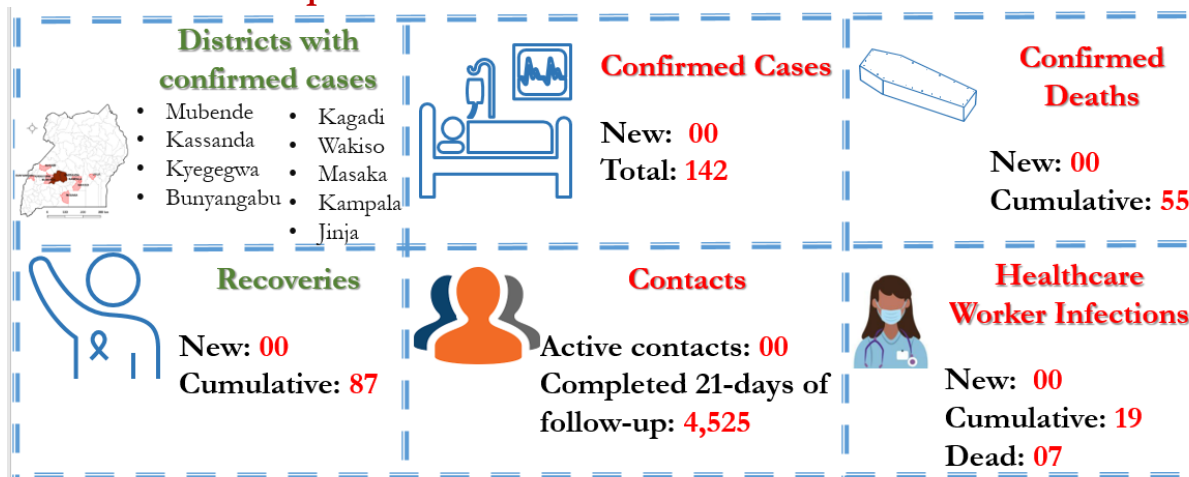 Districts with
confirmed cases
• Mubende
• Kassanda
• Kyegegwa
• Bunyangabu
• Kagadi
• Wakiso
• Masaka
• Kampala
• Jinja
Confirmed Cases
New: 00
Total: 142
Confirmed
Deaths
New: 00
Cumulative: 55
Recoveries
New: 00
Cumulative: 87
Contacts
Active contacts: 00
Completed 21-days of
follow-up: 4,525
Healthcare
Worker Infections
New: 00
Cumulative: 19
Dead: 07